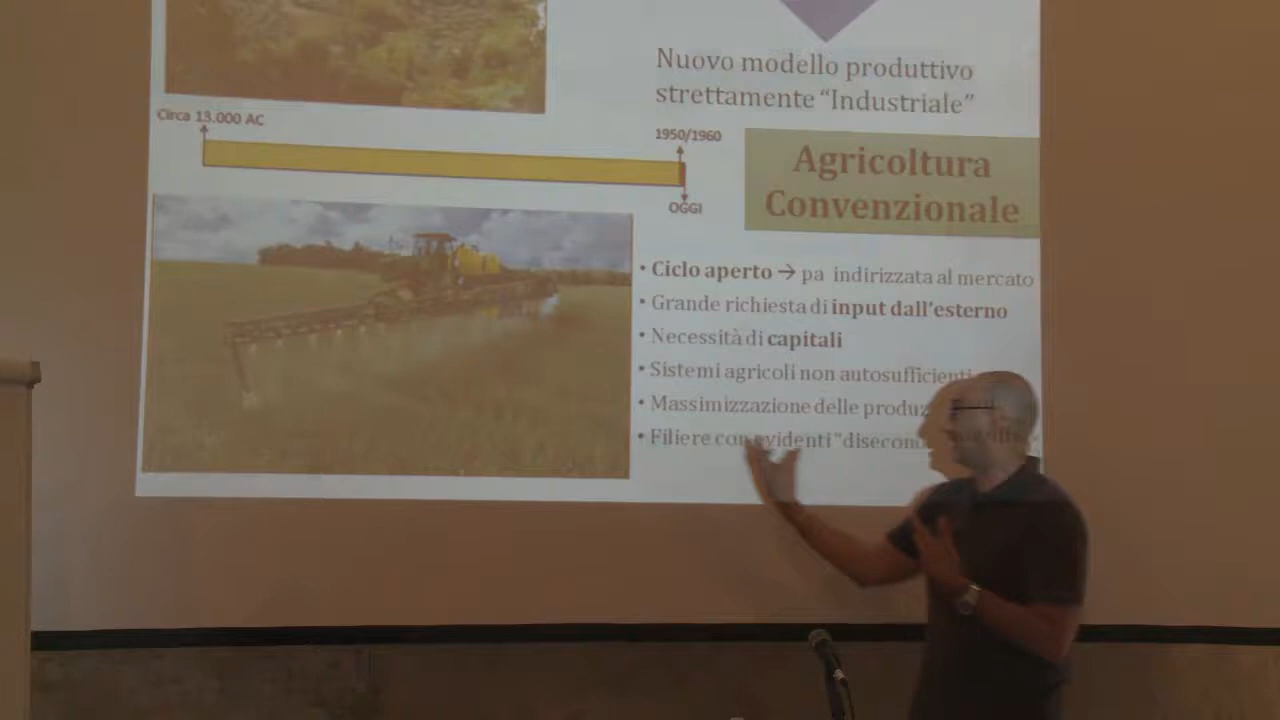 Nuovo modello produttivo
strettamente “Industriale”
Circa 13.000 AC
1950/1960
OGGI
Agricoltura
Convenzionale
• Ciclo aperto → pa indirizzata al mercato
• Grande richiesta di input dall’esterno
• Necessità di capitali
• Sistemi agricoli non autosufficienti
• Massimizzazione delle
• Filiere con evidenti